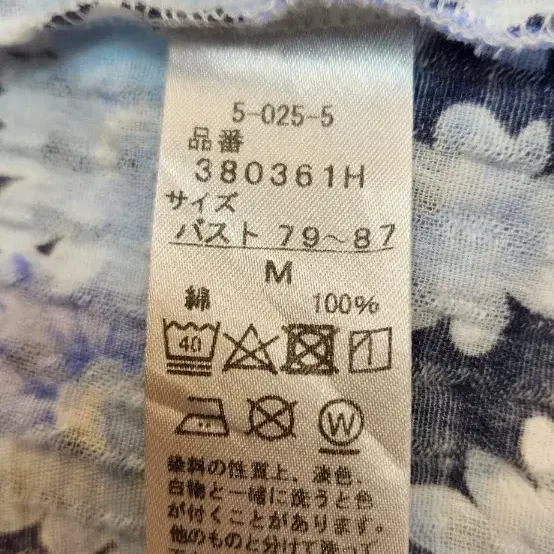 5-025-5
品番
380361H
サイズ
バスト 79～87
M
綿 100%
40
W
染料の性質上、濃色、
白物と一緒に洗うと色
が付くことがあります。
他のものと分けて洗って